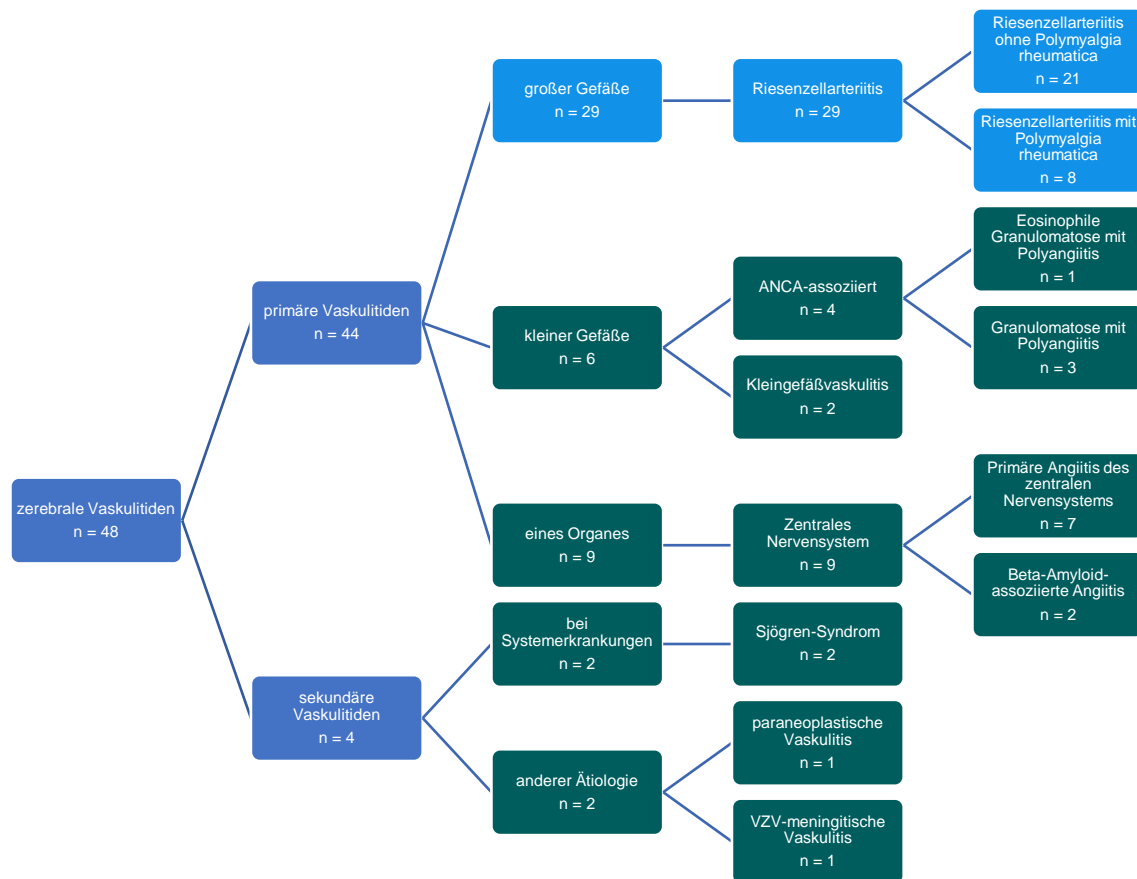 zerebrale Vaskulitiden
n = 48
primäre Vaskulitiden
n = 44
großer Gefäße
n = 29
Riesenzellarteriitis
n = 29
Riesenzellarteriitis
ohne Polymyalgia
rheumatica
n = 21
Riesenzellarteriitis mit
Polymyalgia
rheumatica
n = 8
kleiner Gefäße
n = 6
ANCA-assoziiert
n = 4
Eosinophile
Granulomatose mit
Polyangiitis
n = 1
Granulomatose mit
Polyangiitis
n = 3
Kleingefäßvaskulitis
n = 2
eines Organes
n = 9
Zentrales
Nervensystem
n = 9
Primäre Angiitis des
zentralen
Nervensystems
n = 7
Beta-Amyloid-
assoziierte Angiitis
n = 2
sekundäre
Vaskulitiden
n = 4
bei
Systemerkrankungen
n = 2
Sjögren-Syndrom
n = 2
anderer Ätiologie
n = 2
paraneoplastische
Vaskulitis
n = 1
VZV-meningitische
Vaskulitis
n = 1